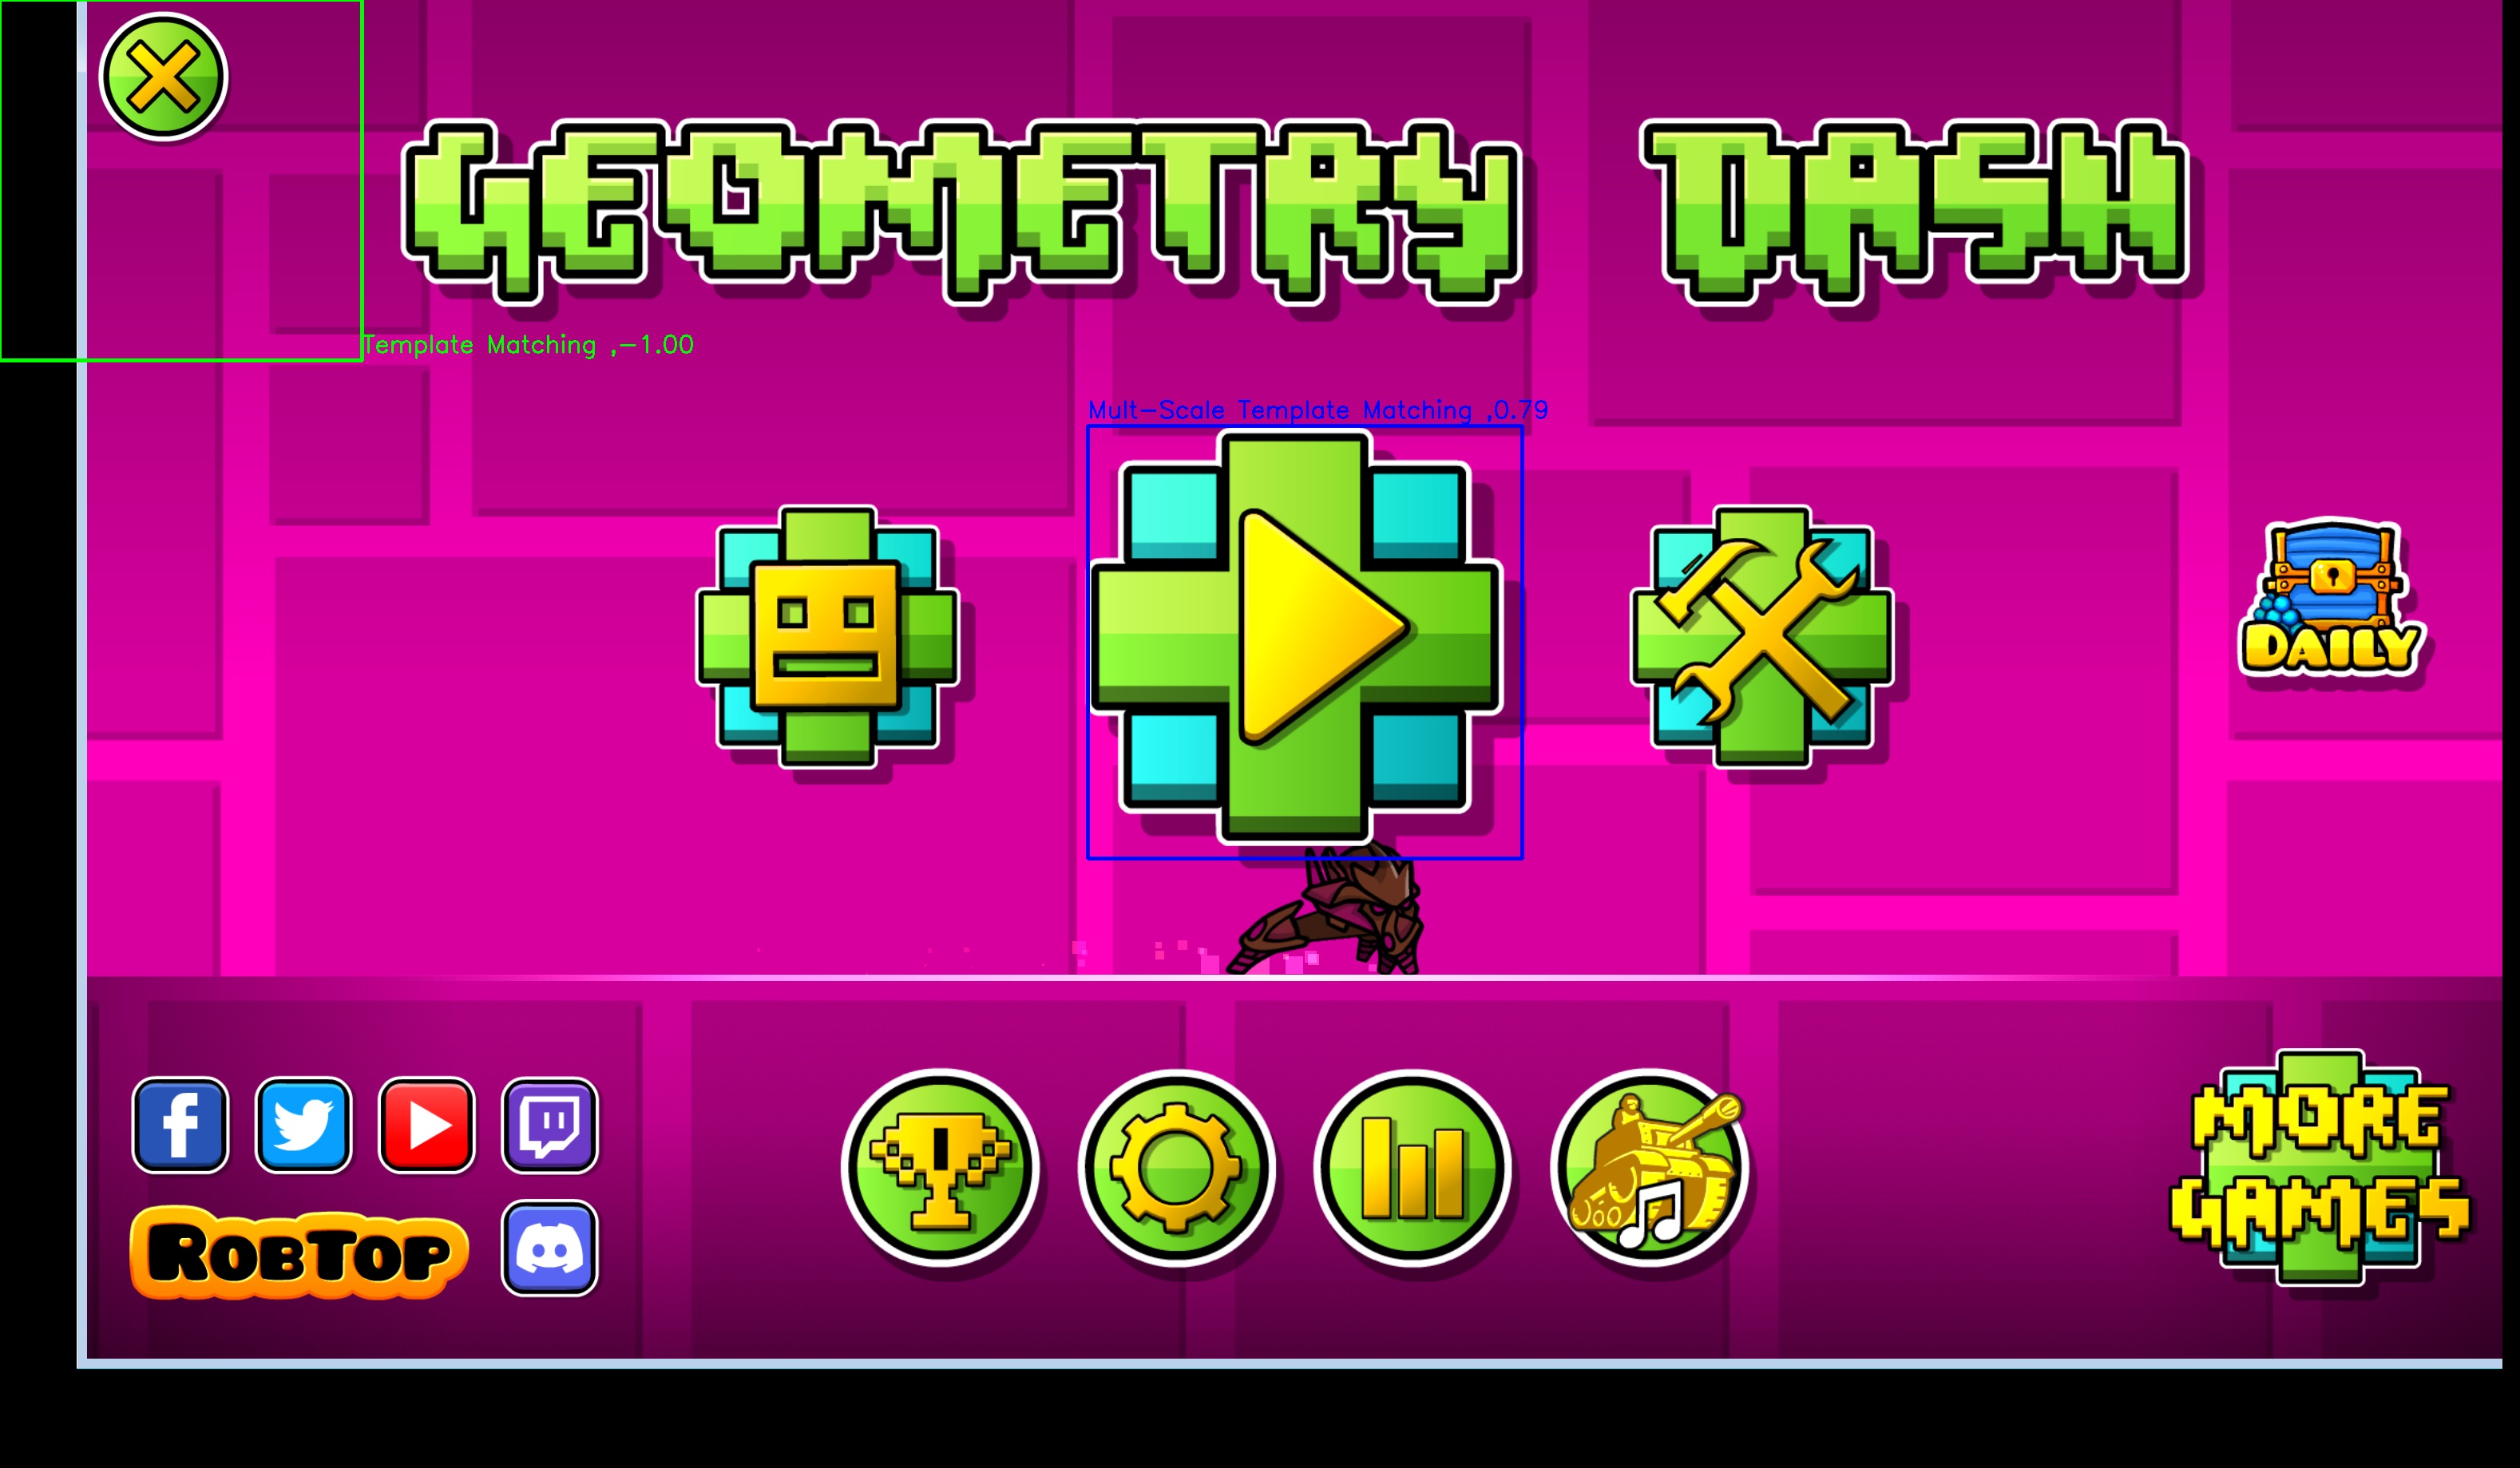 GEOMETRY DASH
Template Matching ,-1.00
Mult-Scale Template Matching ,0.79
DAILY
MORE
GAMES
ROBTOP